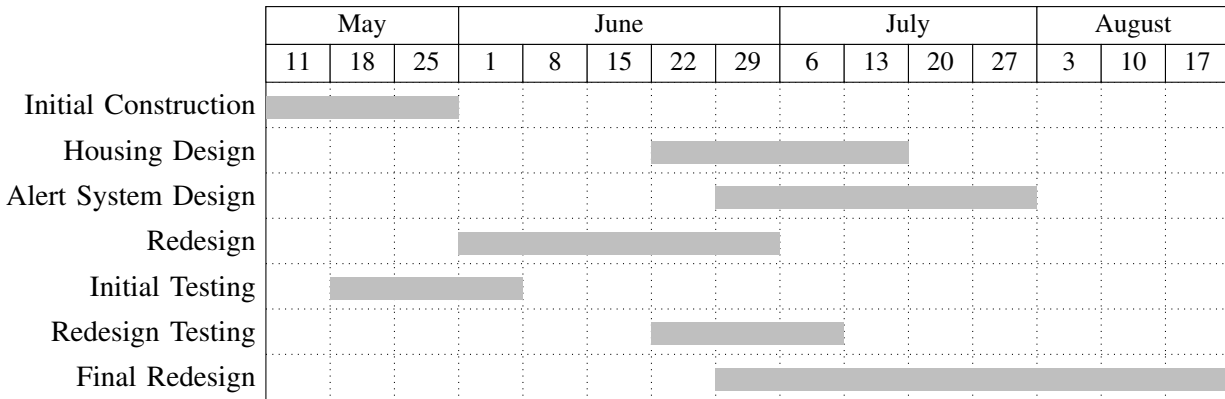 May June July August
11 18 25 1 8 15 22 29 6 13 20 27 3 10 17
Initial Construction
Housing Design
Alert System Design
Redesign
Initial Testing
Redesign Testing
Final Redesign